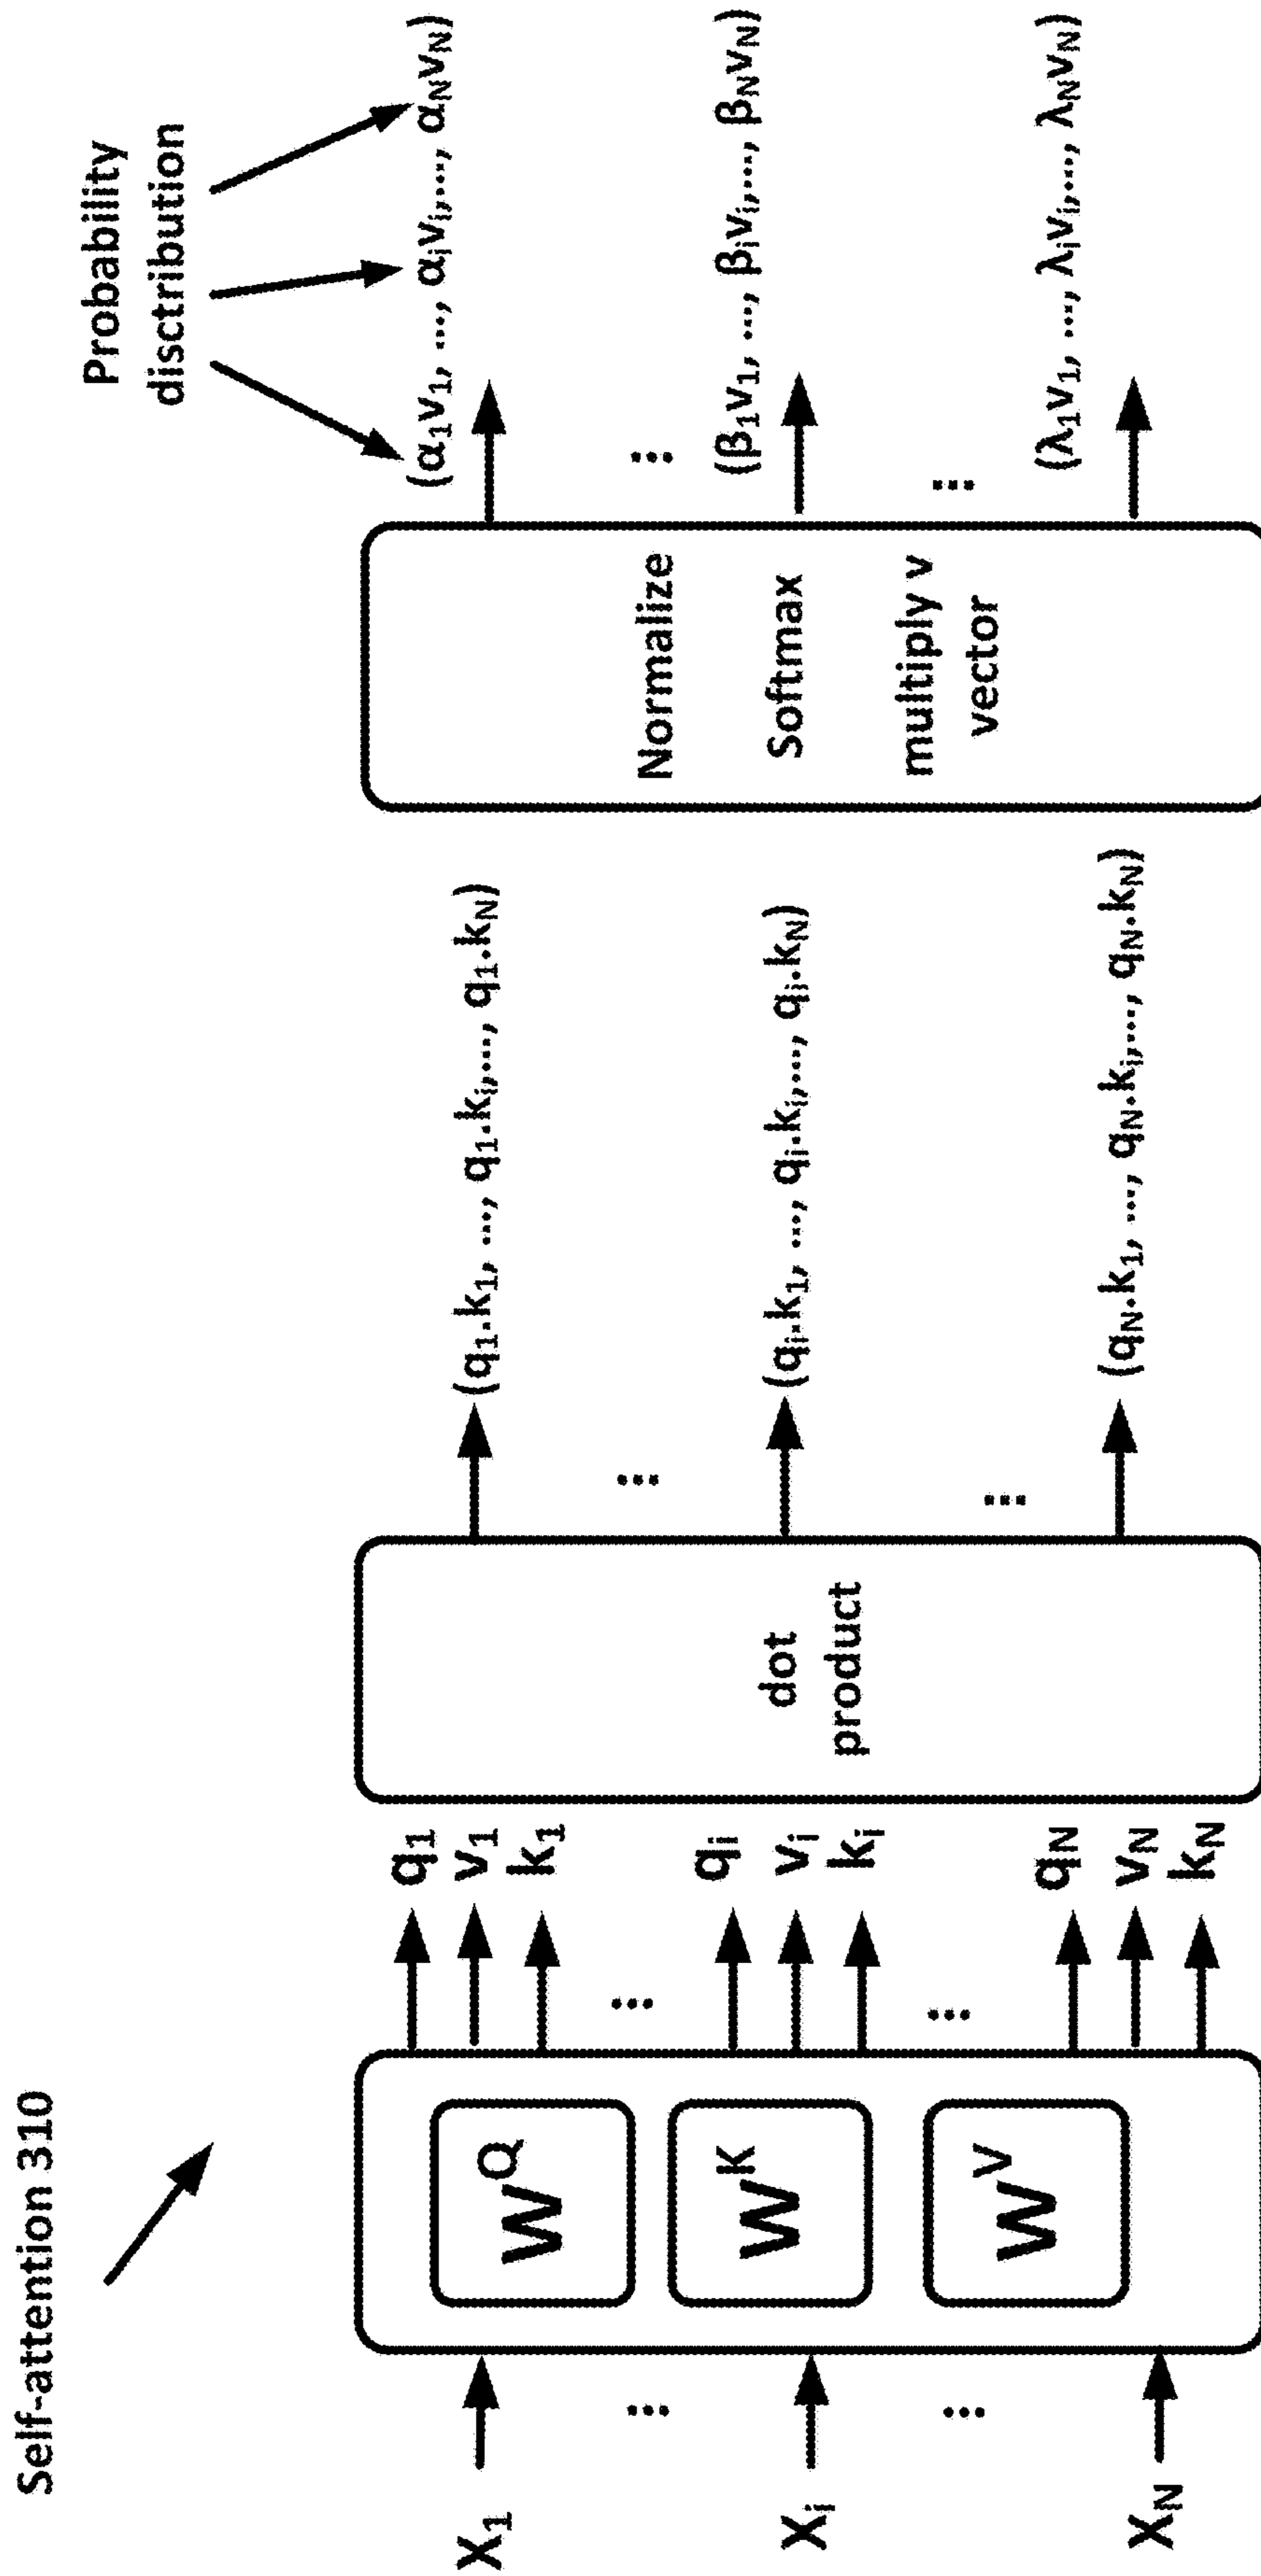 Self-attention 310
X1
...
Xi
...
XN
W^Q
W^K
W^V
q1
v1
k1
...
qi
vi
ki
...
qN
vN
kN
dot
product
(q1.k1, ..., q1.ki,..., q1.kN)
...
(qi.k1, ..., qi.ki,..., qi.kN)
...
(qN.k1, ..., qN.ki,..., qN.kN)
Normalize
Softmax
multiply v
vector
Probability
disctribution
(α1v1, ..., αivi,..., αNvN)
...
(β1v1, ..., βivi,..., βNvN)
...
(λ1v1, ..., λivi,..., λNvN)